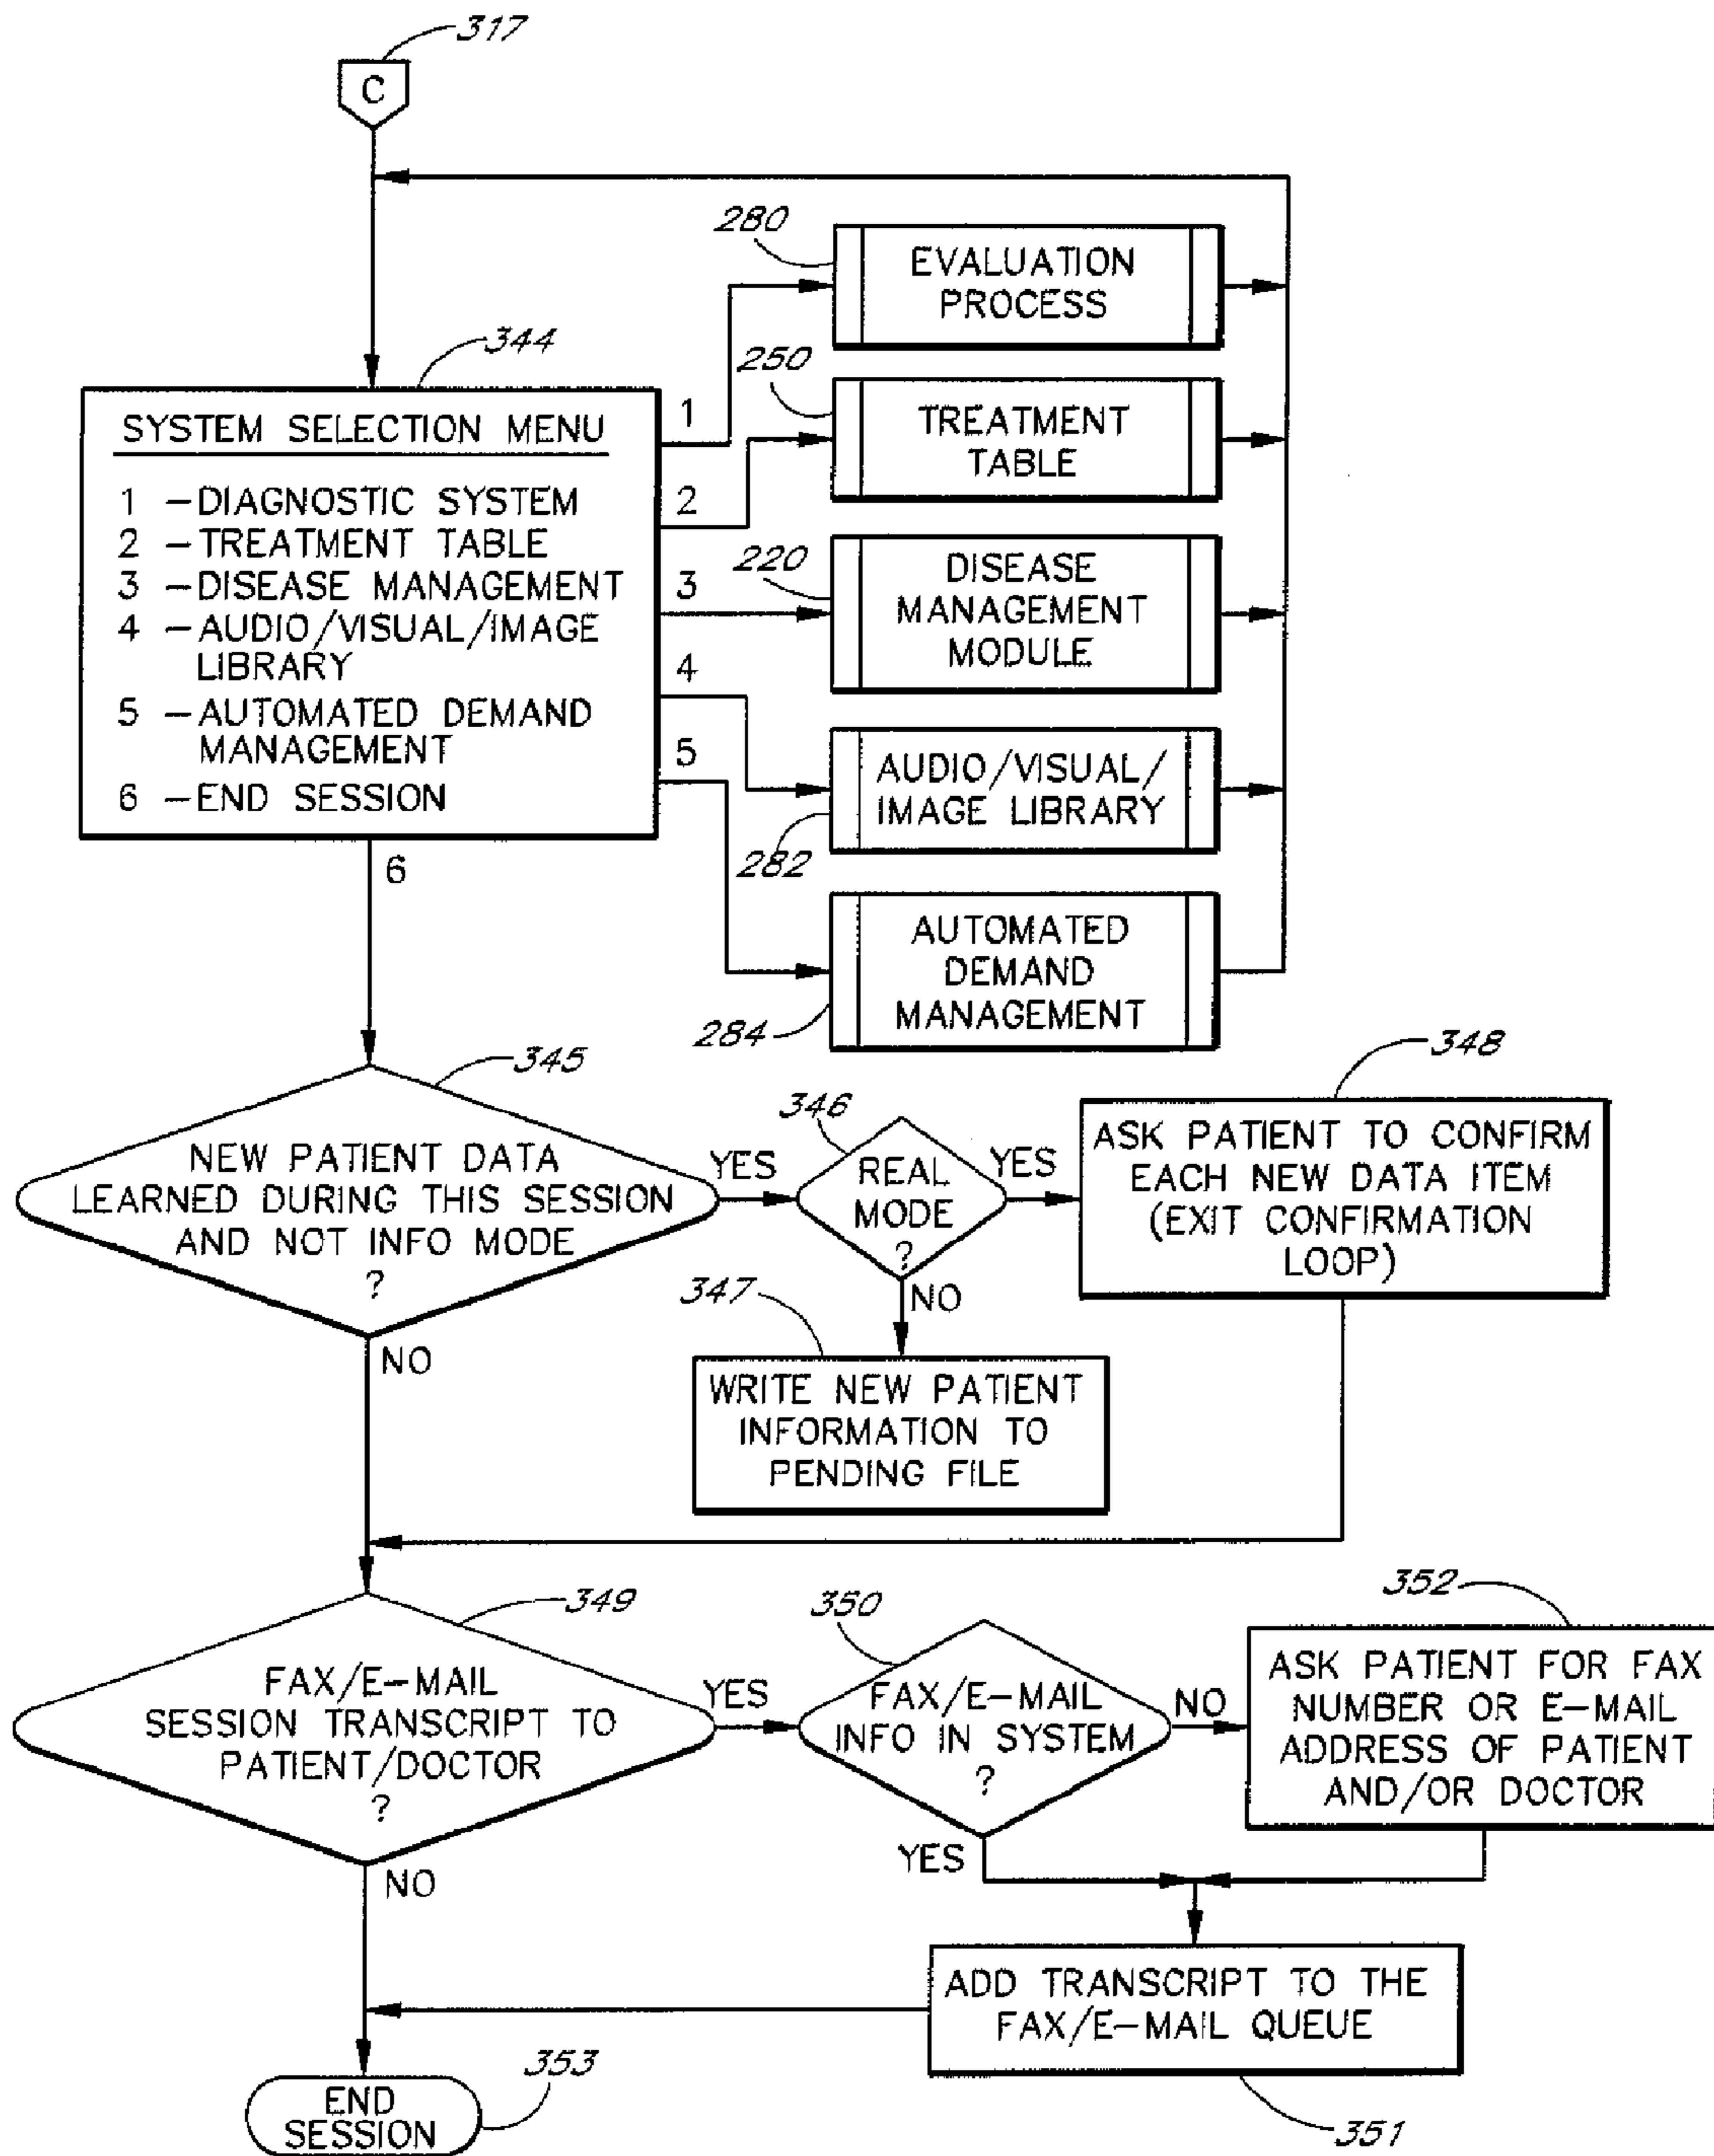 317
C
280
EVALUATION
PROCESS
344
250
SYSTEM SELECTION MENU
1
TREATMENT
TABLE
1 –DIAGNOSTIC SYSTEM
2
2 –TREATMENT TABLE
220
3 –DISEASE MANAGEMENT
3
DISEASE
MANAGEMENT
MODULE
4 –AUDIO/VISUAL/IMAGE
LIBRARY
4
5 –AUTOMATED DEMAND
MANAGEMENT
5
AUDIO/VISUAL/
IMAGE LIBRARY
6 –END SESSION
282
6
AUTOMATED
DEMAND
MANAGEMENT
284
345
346
348
NEW PATIENT DATA
LEARNED DURING THIS SESSION
AND NOT INFO MODE
?
YES
REAL
MODE
?
YES
ASK PATIENT TO CONFIRM
EACH NEW DATA ITEM
(EXIT CONFIRMATION
LOOP)
347
NO
NO
WRITE NEW PATIENT
INFORMATION TO
PENDING FILE
349
350
352
FAX/E–MAIL
SESSION TRANSCRIPT TO
PATIENT/DOCTOR
?
YES
FAX/E–MAIL
INFO IN SYSTEM
?
NO
ASK PATIENT FOR FAX
NUMBER OR E–MAIL
ADDRESS OF PATIENT
AND/OR DOCTOR
YES
NO
ADD TRANSCRIPT TO THE
FAX/E–MAIL QUEUE
351
353
END
SESSION